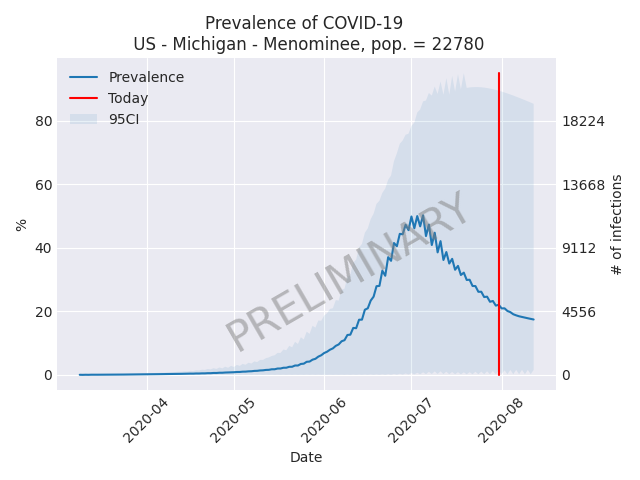 Prevalence of COVID-19
US - Michigan - Menominee, pop. = 22780
Prevalence
Today
95CI
80
60
40
20
0
%
18224
13668
9112
4556
0
# of infections
PRELIMINARY
2020-04
2020-05
2020-06
2020-07
2020-08
Date